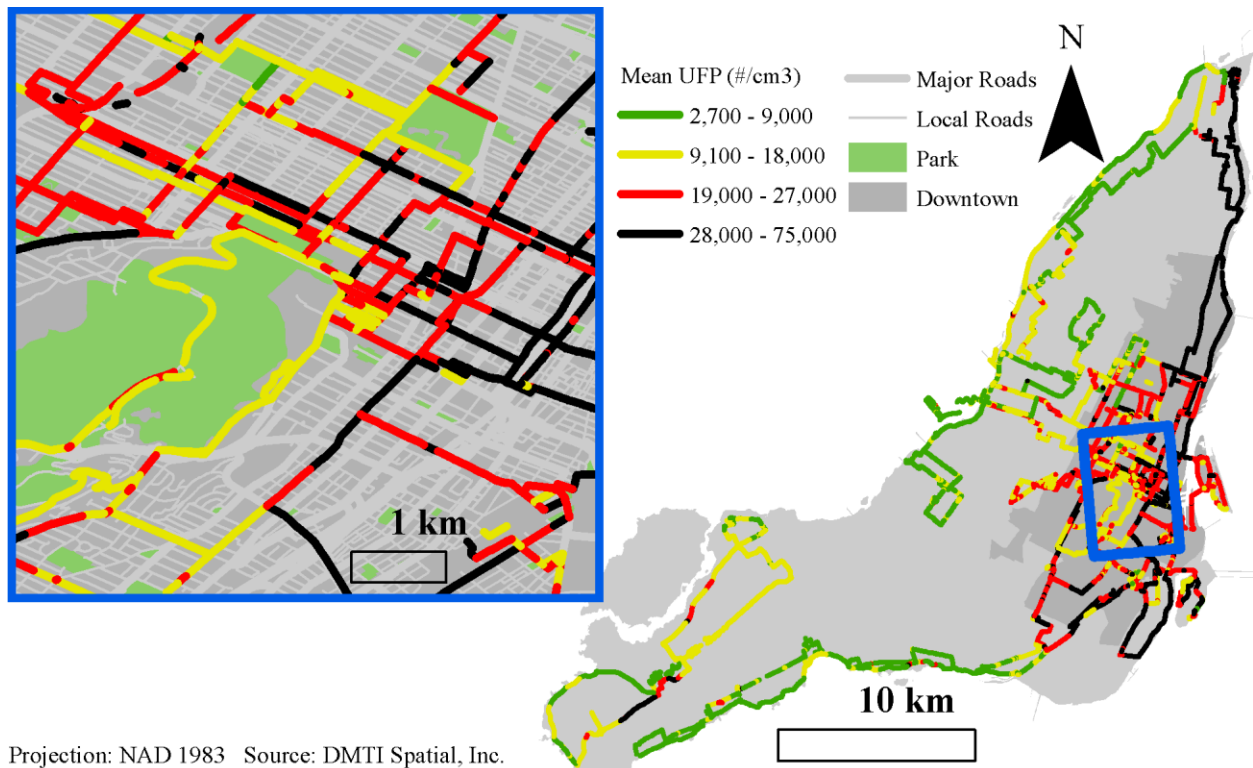 N
Mean UFP (#/cm3)
2,700 - 9,000
9,100 - 18,000
19,000 - 27,000
28,000 - 75,000
Major Roads
Local Roads
Park
Downtown
1 km
10 km
Projection: NAD 1983 Source: DMTI Spatial, Inc.